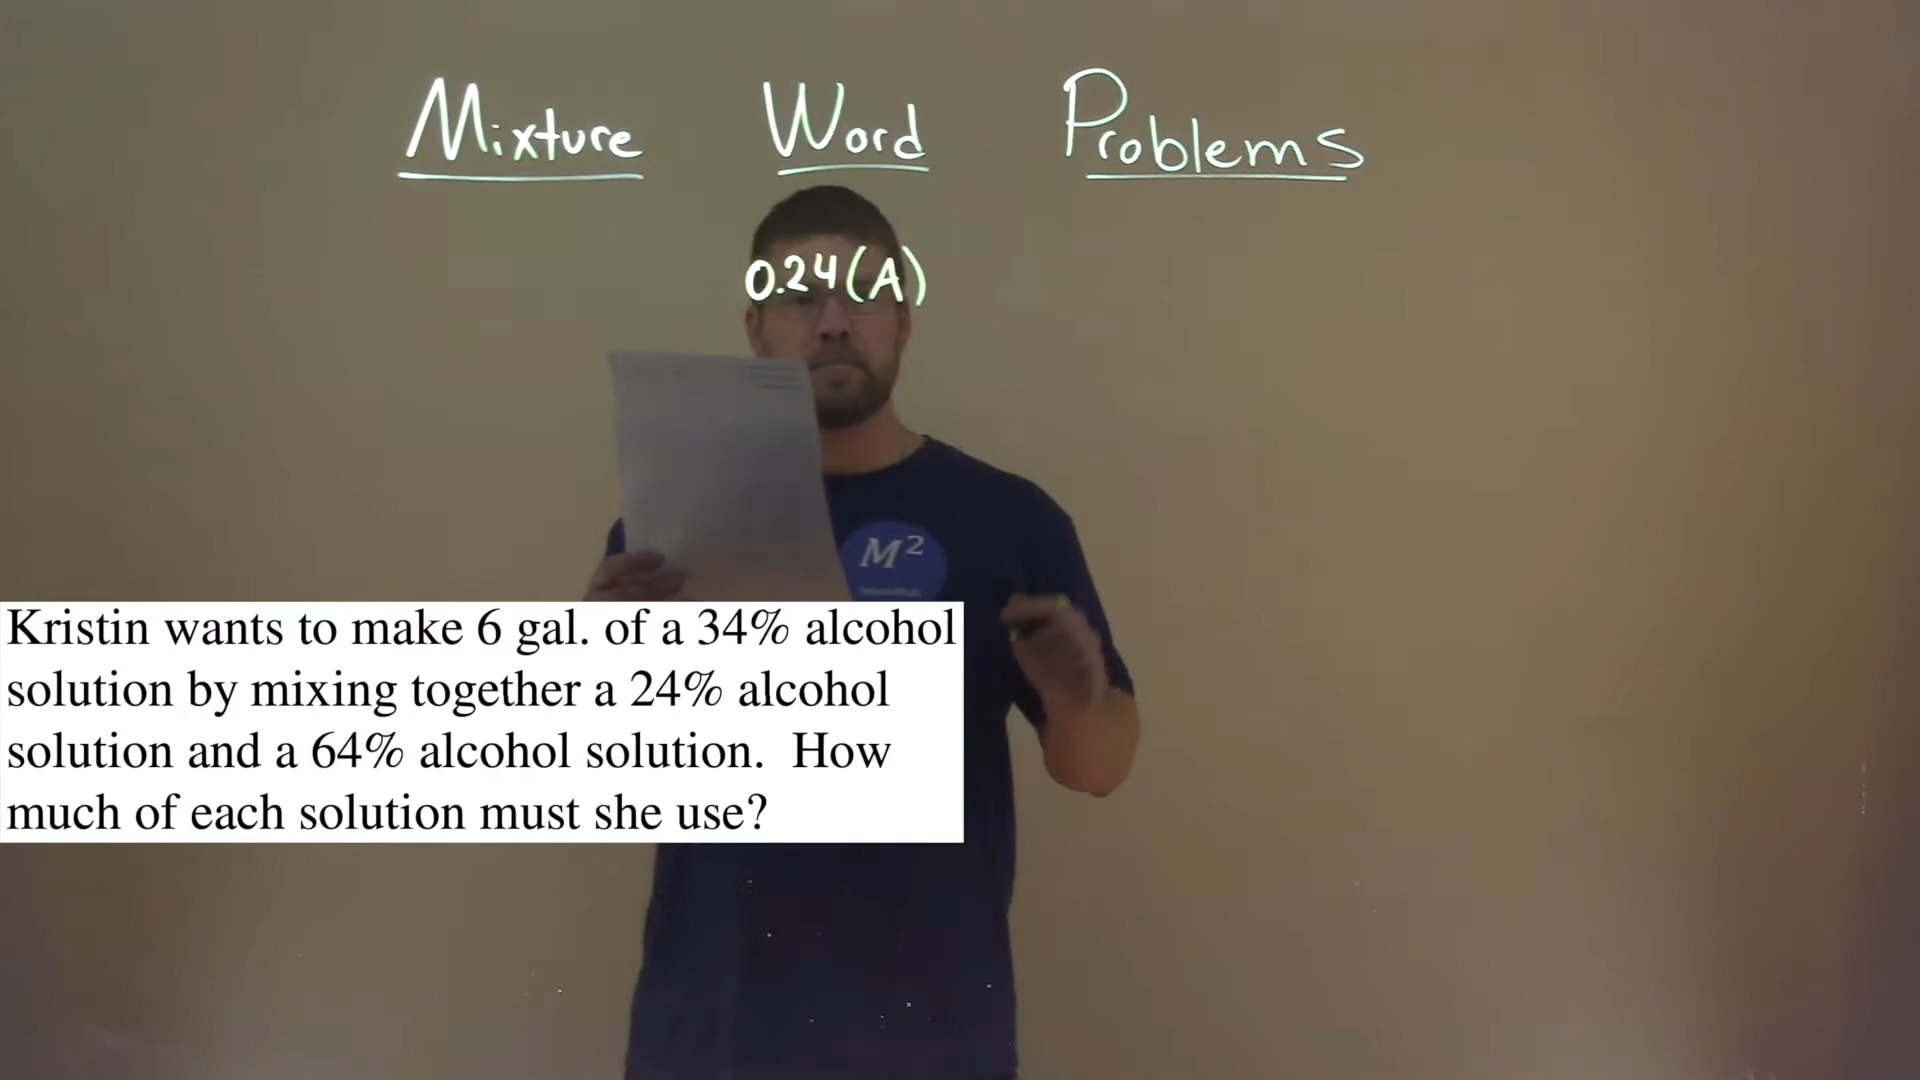 Mixture Word Problems
0.24(A)
M²
Kristin wants to make 6 gal. of a 34% alcohol
solution by mixing together a 24% alcohol
solution and a 64% alcohol solution. How
much of each solution must she use?